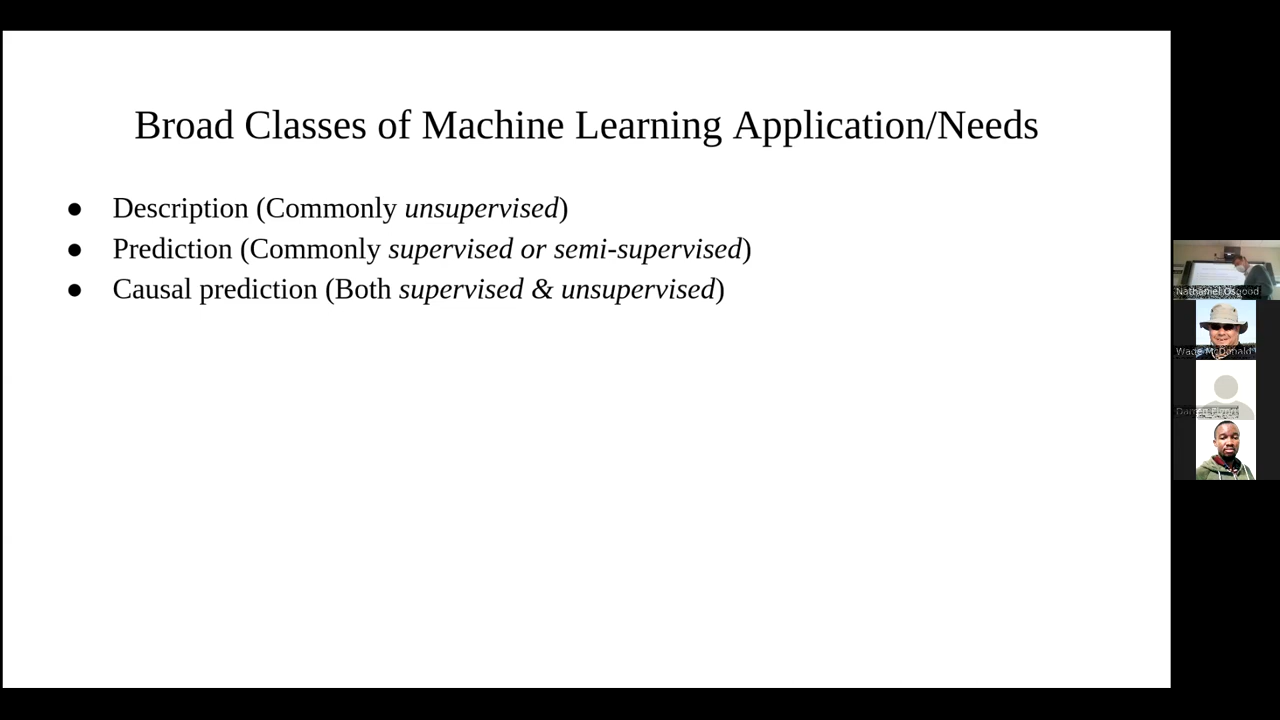 Broad Classes of Machine Learning Application/Needs
● Description (Commonly unsupervised)
● Prediction (Commonly supervised or semi-supervised)
● Causal prediction (Both supervised & unsupervised)
Nathaniel Osgood
Wade McDonald